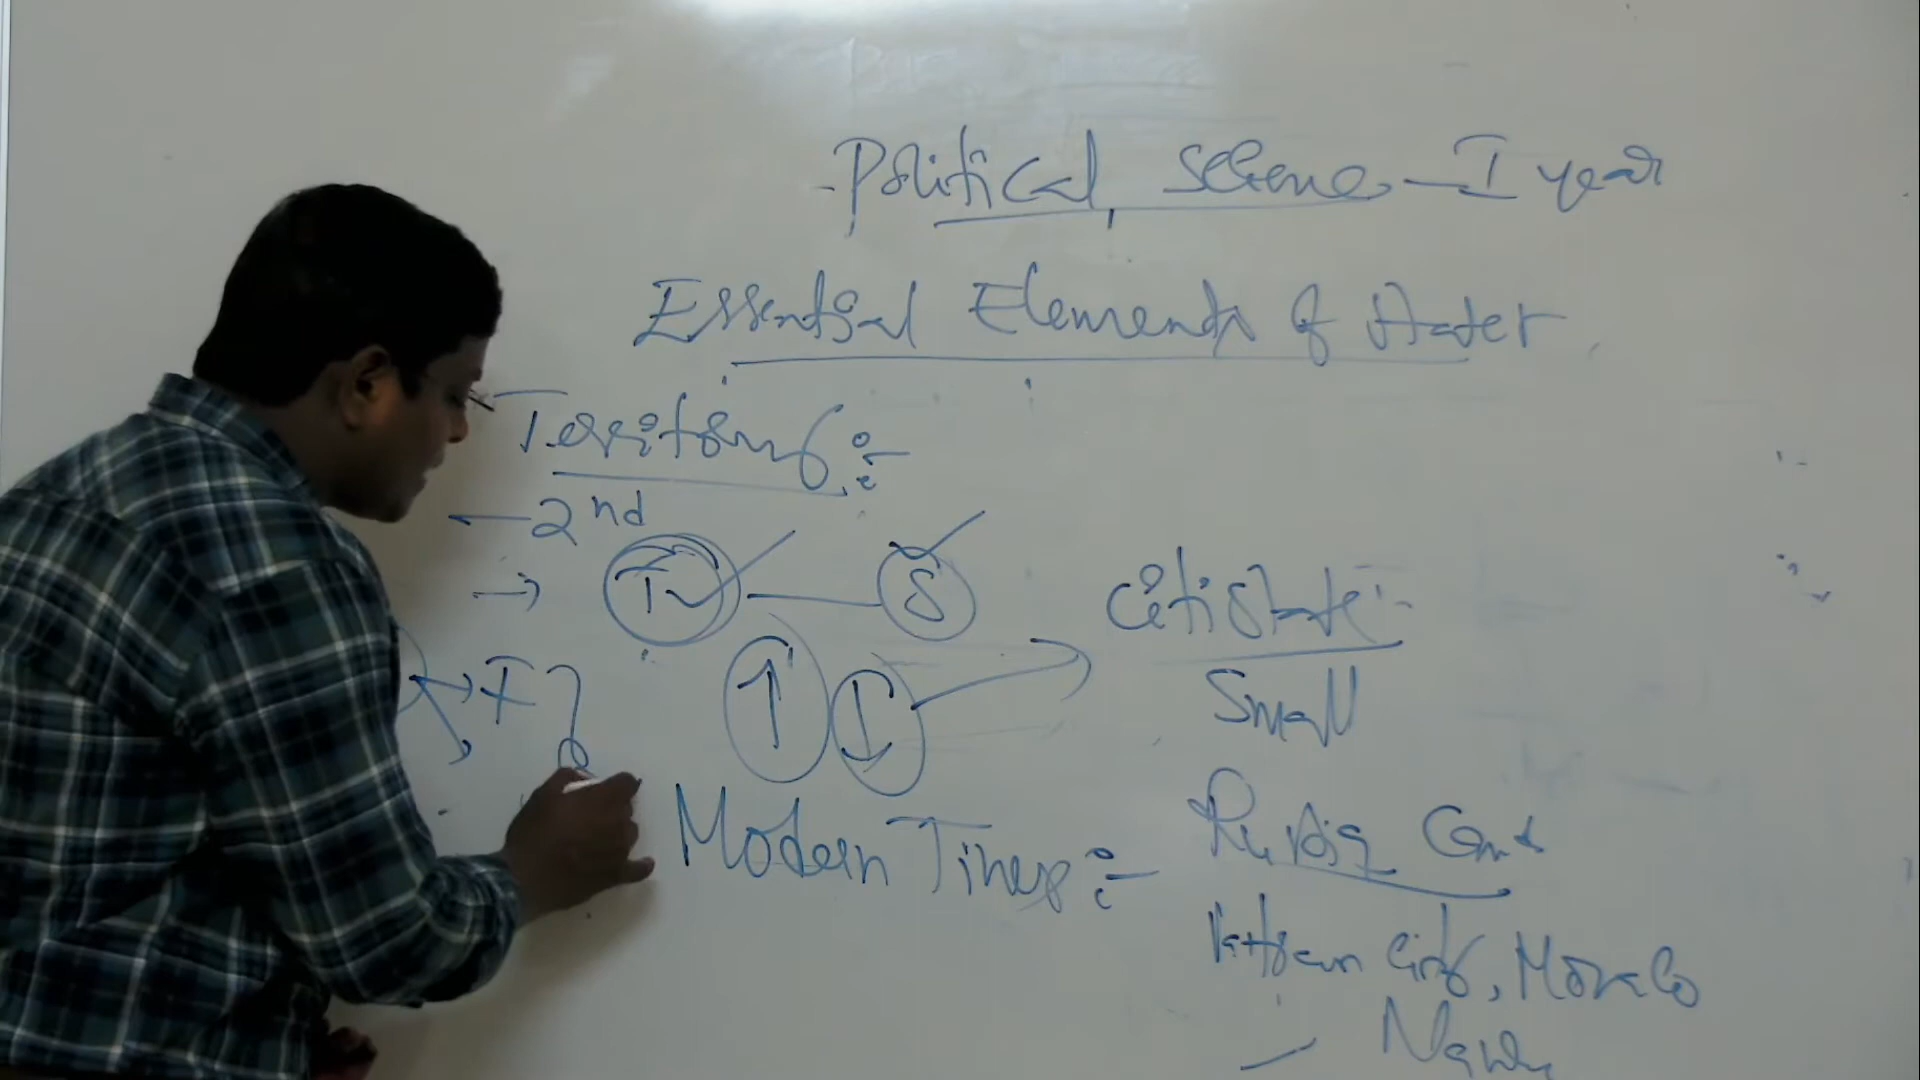 Political Science - I year
Essential Elements of State
Territory :-
— 2nd
→ T — S
City State :-
→ T
T I
Small
Modern Times :-
Vatican City, Monaco